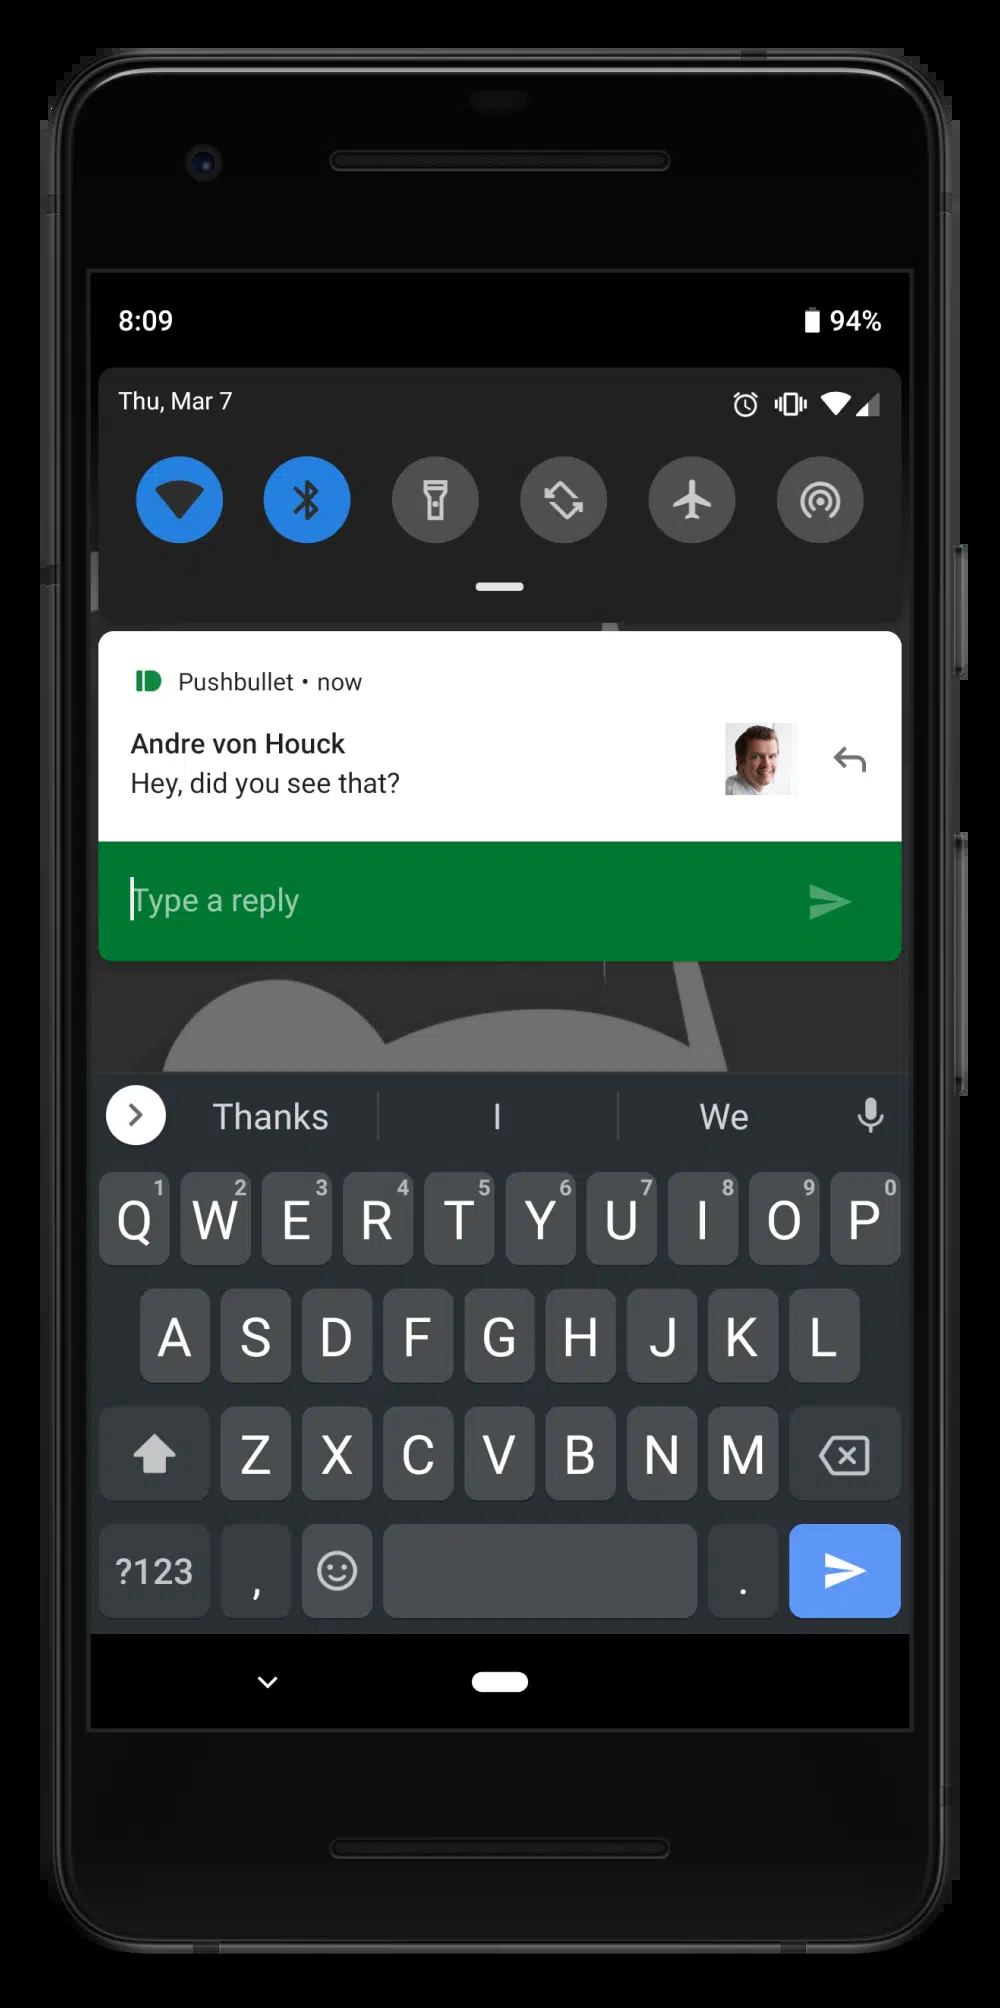 8:09 94%
Thu, Mar 7
Pushbullet • now
Andre von Houck
Hey, did you see that?
Type a reply
Thanks I We
1 2 3 4 5 6 7 8 9 0
Q W E R T Y U I O P
A S D F G H J K L
Z X C V B N M
?123 , .